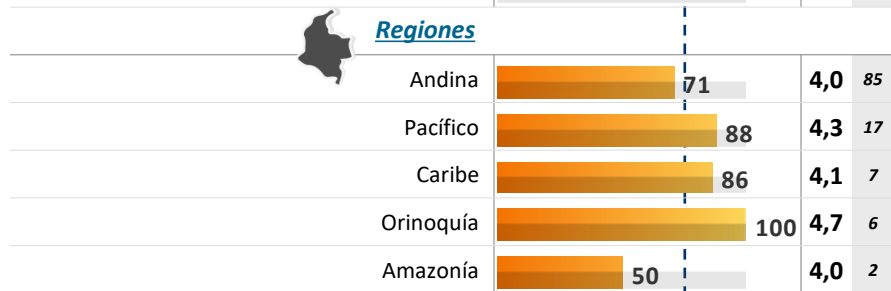 Regiones
Andina 71 4,0 85
Pacífico 88 4,3 17
Caribe 86 4,1 7
Orinoquía 100 4,7 6
Amazonía 50 4,0 2